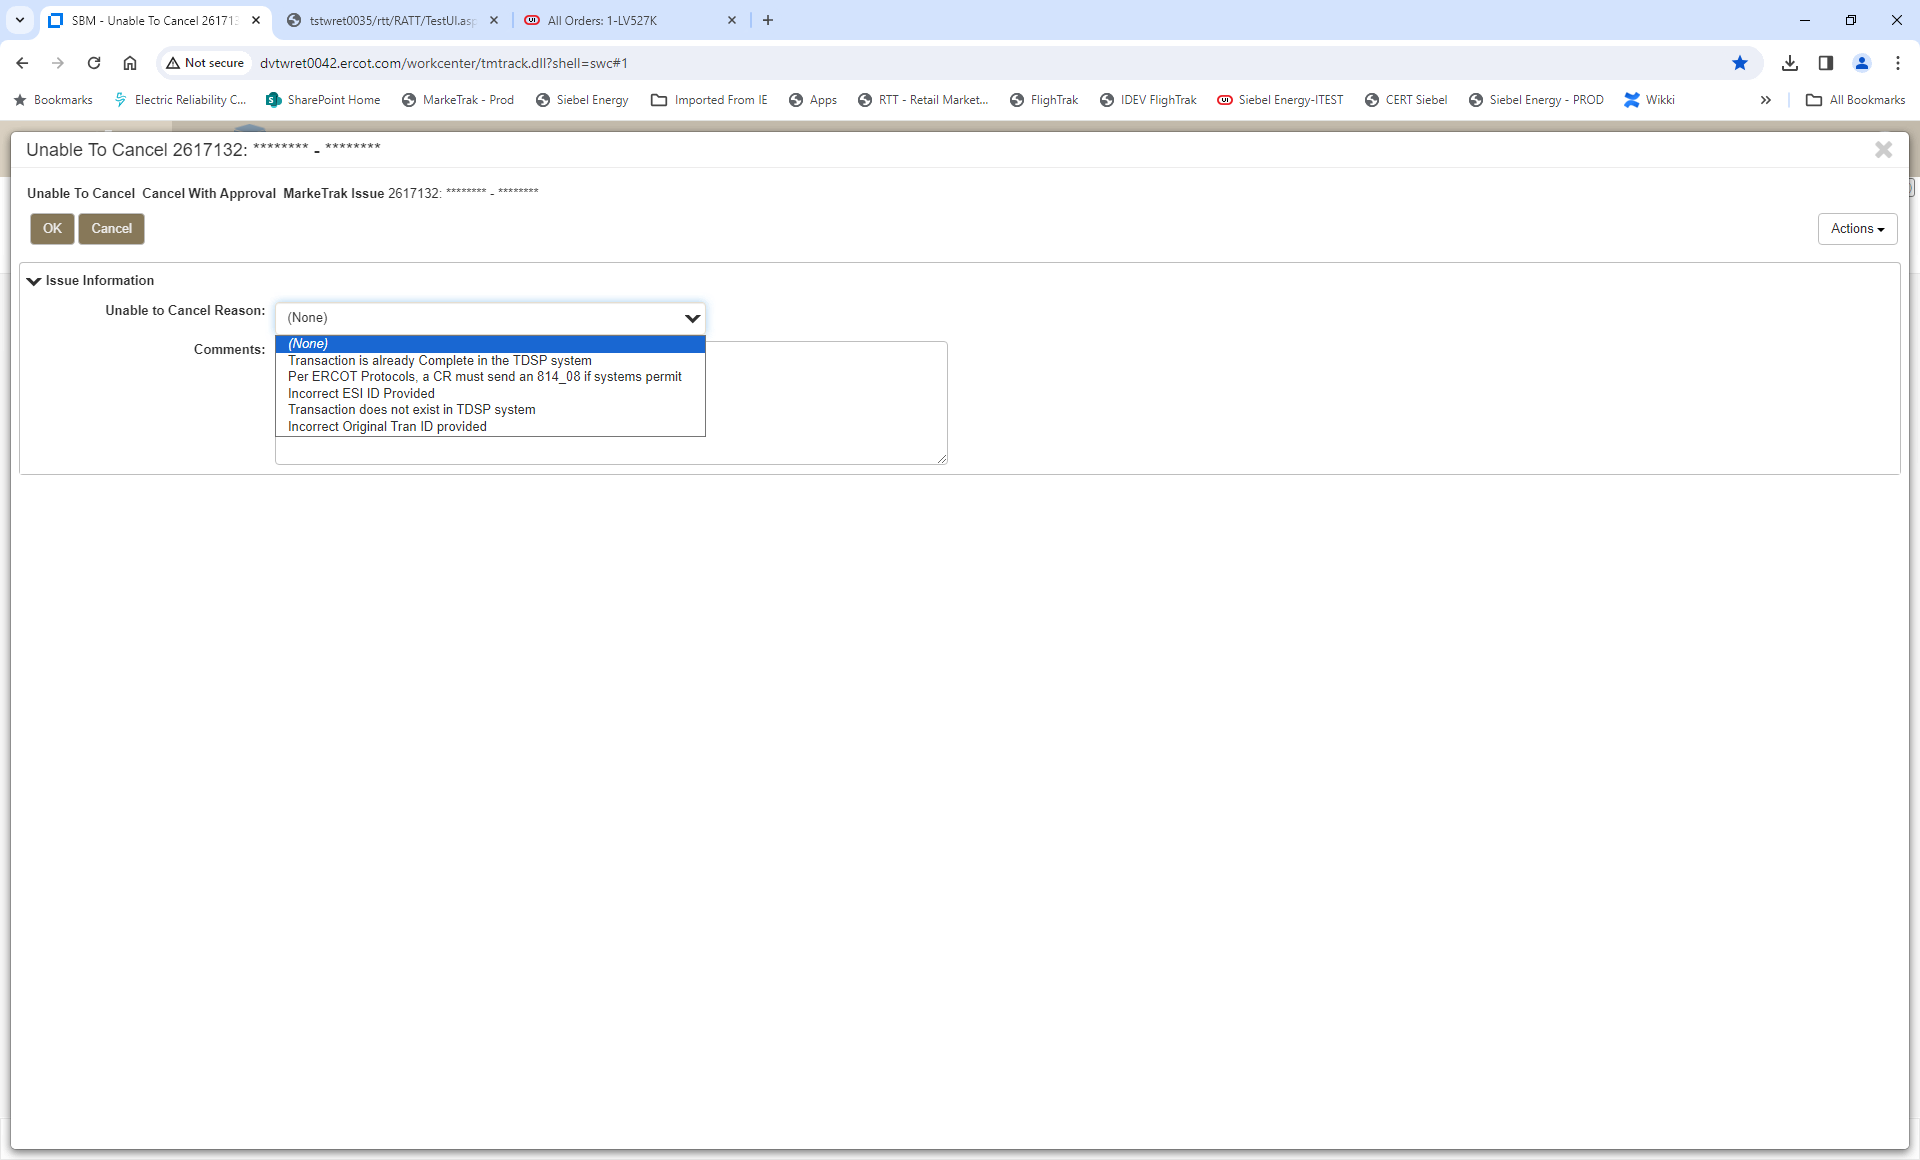 SBM - Unable To Cancel 26171
tstwret0035/rtt/RATT/TestUI.asp
All Orders: 1-LV527K
Not secure
dvtwret0042.ercot.com/workcenter/tmtrack.dll?shell=swc#1
Bookmarks
Electric Reliability C...
SharePoint Home
MarkeTrak - Prod
Siebel Energy
Imported From IE
Apps
RTT - Retail Market...
FlighTrak
IDEV FlighTrak
Siebel Energy-ITEST
CERT Siebel
Siebel Energy - PROD
Wikki
All Bookmarks
Unable To Cancel 2617132: ******** - ********
Unable To Cancel Cancel With Approval MarkeTrak Issue 2617132: ******** - ********
OK
Cancel
Actions
Issue Information
Unable to Cancel Reason:
(None)
Comments:
(None)
Transaction is already Complete in the TDSP system
Per ERCOT Protocols, a CR must send an 814_08 if systems permit
Incorrect ESI ID Provided
Transaction does not exist in TDSP system
Incorrect Original Tran ID provided